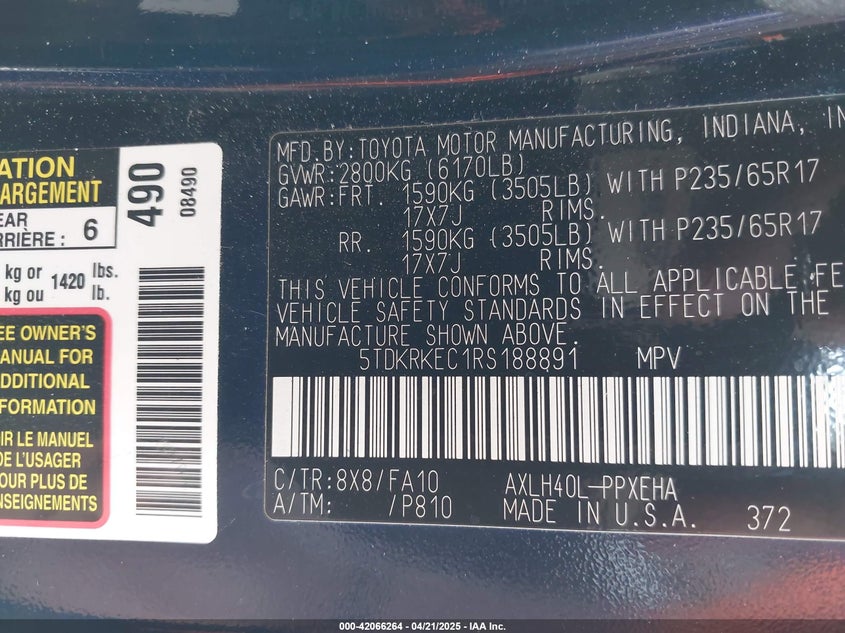 ATION
ARGEMENT
EAR
RRIÈRE : 6
kg or 1420 lbs.
kg ou lb.
EE OWNER'S
MANUAL FOR
ADDITIONAL
FORMATION
IR LE MANUEL
DE L'USAGER
POUR PLUS DE
NSEIGNEMENTS
490
08490
MFD.BY:TOYOTA MOTOR MANUFACTURING, INDIANA, IN
GVWR:2800KG (6170LB)
GAWR:FRT. 1590KG (3505LB) WITH P235/65R17
17X7J RIMS.
RR. 1590KG (3505LB) WITH P235/65R17
17X7J RIMS.
THIS VEHICLE CONFORMS TO ALL APPLICABLE FE
VEHICLE SAFETY STANDARDS IN EFFECT ON THE
MANUFACTURE SHOWN ABOVE.
5TDKRKEC1RS188891 MPV
C/TR:8X8/FA10 AXLH40L-PPXEHA
A/TM: /P810 MADE IN U.S.A. 372
000-42066264 - 04/21/2025 - IAA Inc.